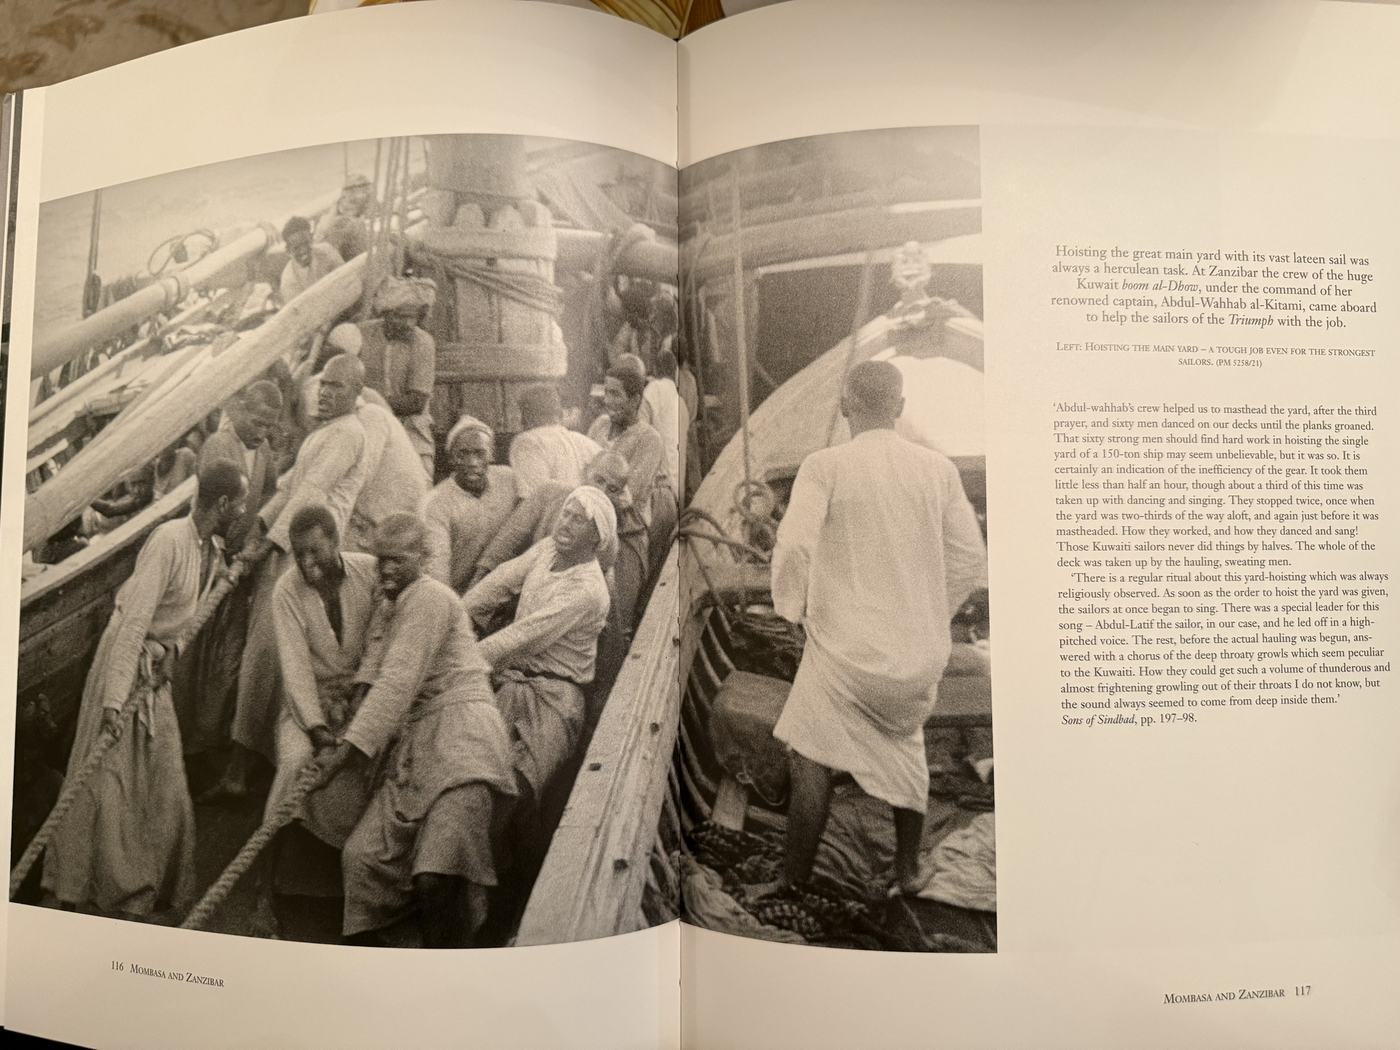 116 Mombasa and Zanzibar
Hoisting the great main yard with its vast lateen sail was
always a herculean task. At Zanzibar the crew of the huge
Kuwait boom al-Dhow, under the command of her
renowned captain, Abdul-Wahhab al-Kitami, came aboard
to help the sailors of the Triumph with the job.
Left: Hoisting the main yard – a tough job even for the strongest
sailors. (PM 5258/21)
‘Abdul-wahhab’s crew helped us to masthead the yard, after the third
prayer, and sixty men danced on our decks until the planks groaned.
That sixty strong men should find hard work in hoisting the single
yard of a 150-ton ship may seem unbelievable, but it was so. It is
certainly an indication of the inefficiency of the gear. It took them
little less than half an hour, though about a third of this time was
taken up with dancing and singing. They stopped twice, once when
the yard was two-thirds of the way aloft, and again just before it was
mastheaded. How they worked, and how they danced and sang!
Those Kuwaiti sailors never did things by halves. The whole of the
deck was taken up by the hauling, sweating men.
‘There is a regular ritual about this yard-hoisting which was always
religiously observed. As soon as the order to hoist the yard was given,
the sailors at once began to sing. There was a special leader for this
song – Abdul-Latif the sailor, in our case, and he led off in a high-
pitched voice. The rest, before the actual hauling was begun, ans-
wered with a chorus of the deep throaty growls which seem peculiar
to the Kuwaiti. How they could get such a volume of thunderous and
almost frightening growling out of their throats I do not know, but
the sound always seemed to come from deep inside them.’
Sons of Sindbad, pp. 197–98.
Mombasa and Zanzibar 117